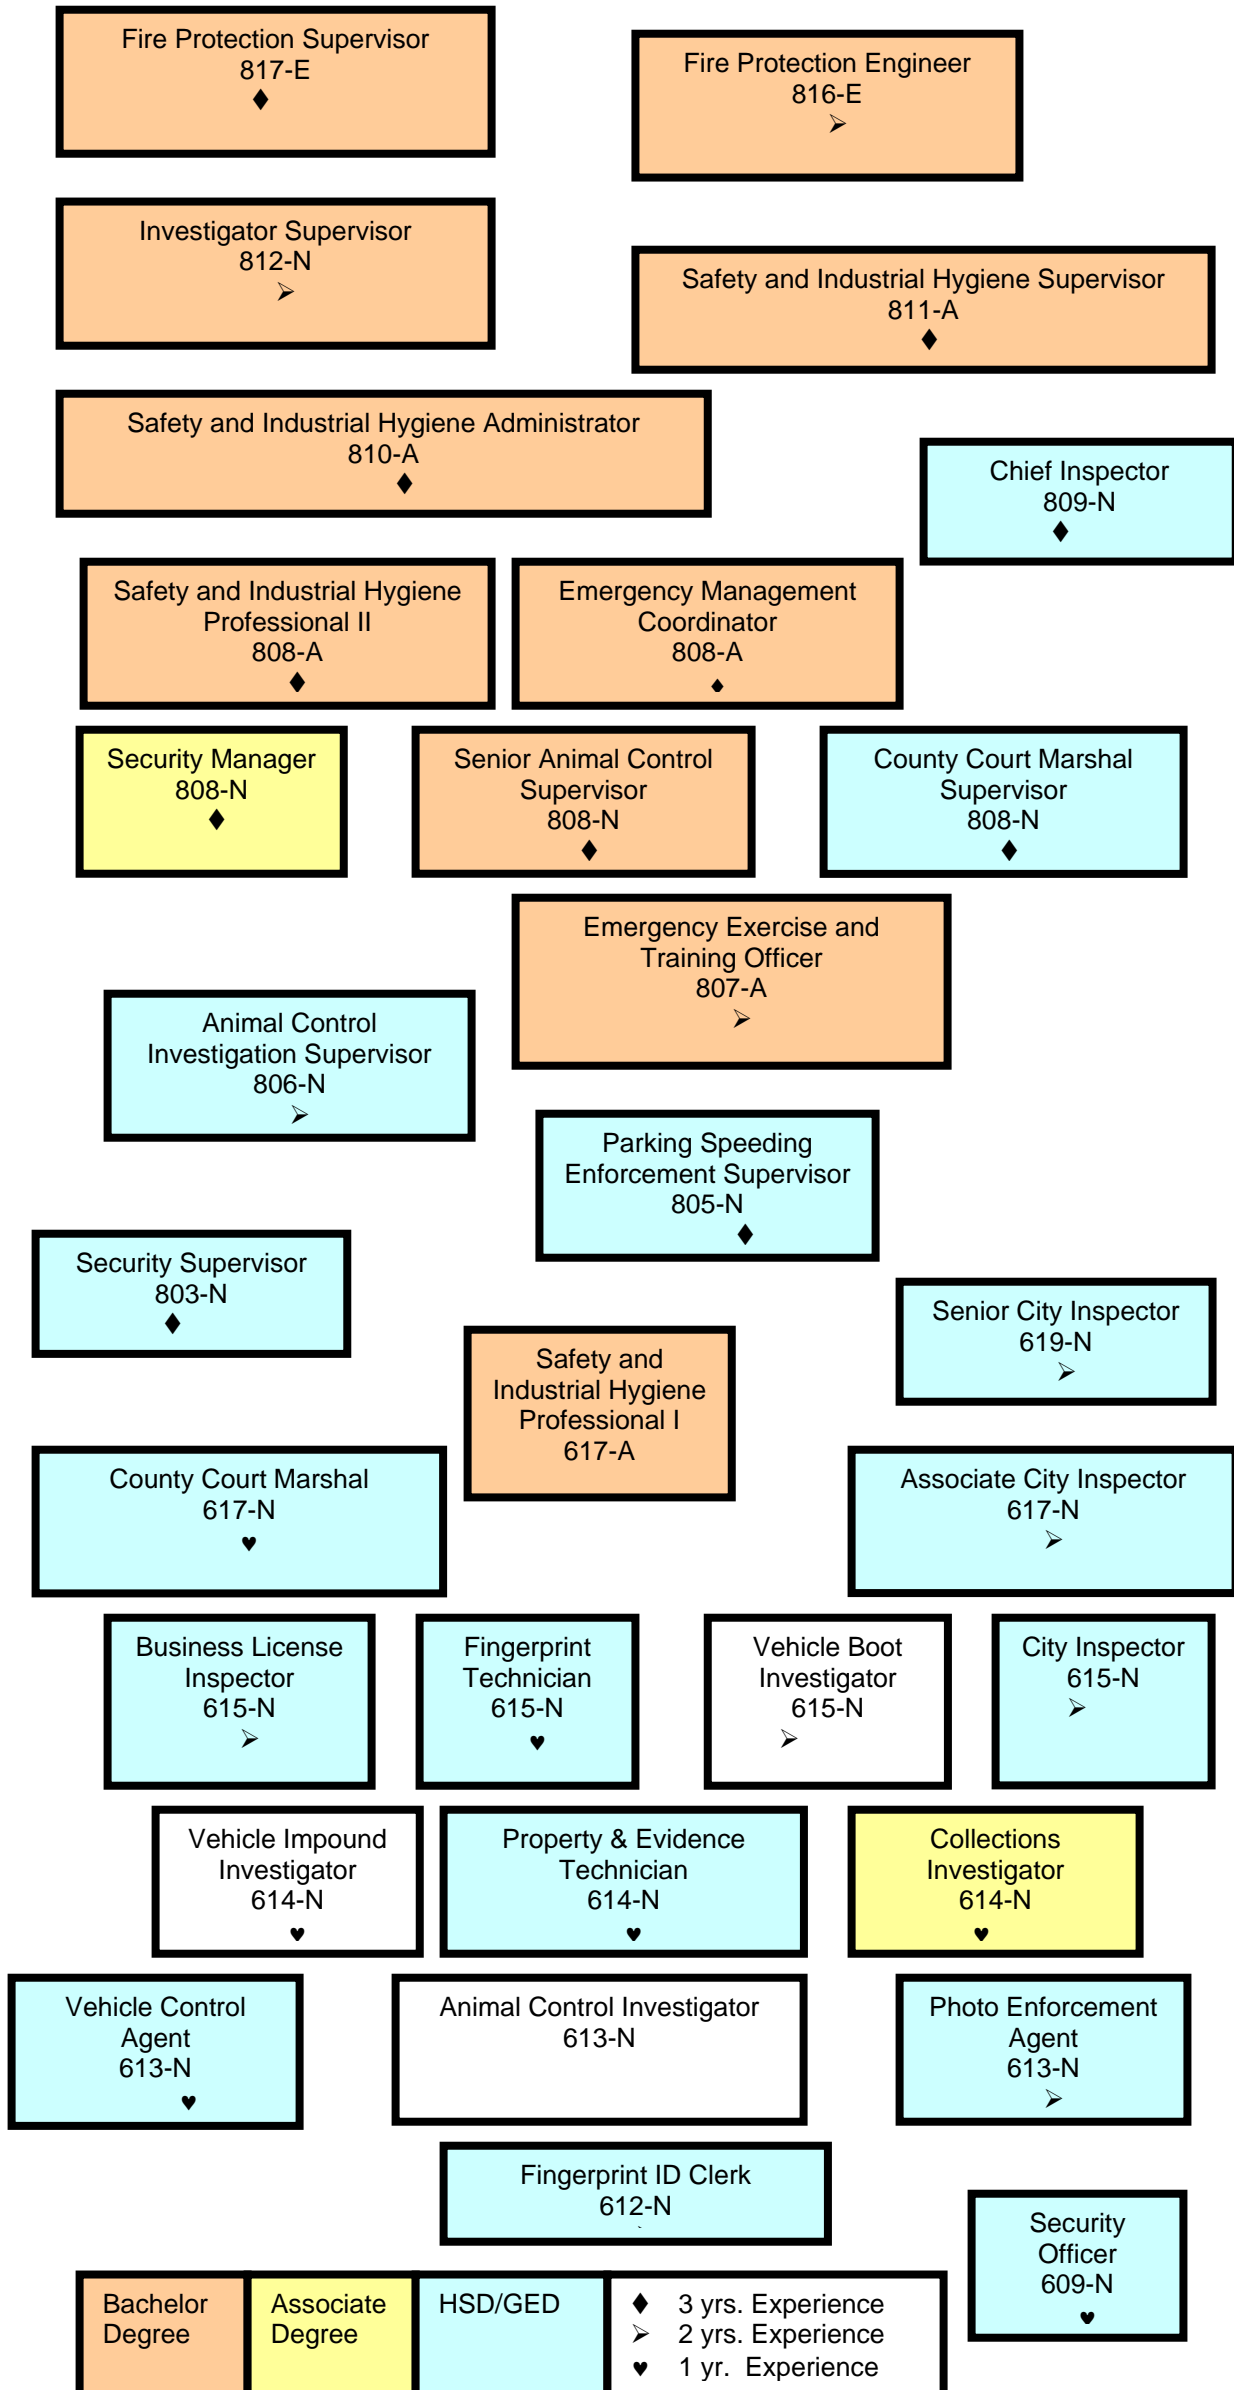 Fire Protection Supervisor
817-E
♦
Fire Protection Engineer
816-E
➢
Investigator Supervisor
812-N
➢
Safety and Industrial Hygiene Supervisor
811-A
♦
Safety and Industrial Hygiene Administrator
810-A
♦
Chief Inspector
809-N
♦
Safety and Industrial Hygiene
Professional II
808-A
♦
Emergency Management
Coordinator
808-A
♦
Security Manager
808-N
♦
Senior Animal Control
Supervisor
808-N
♦
County Court Marshal
Supervisor
808-N
♦
Emergency Exercise and
Training Officer
807-A
➢
Animal Control
Investigation Supervisor
806-N
➢
Parking Speeding
Enforcement Supervisor
805-N
♦
Security Supervisor
803-N
♦
Senior City Inspector
619-N
➢
Safety and
Industrial Hygiene
Professional I
617-A
County Court Marshal
617-N
♥
Associate City Inspector
617-N
➢
Business License
Inspector
615-N
➢
Fingerprint
Technician
615-N
♥
Vehicle Boot
Investigator
615-N
➢
City Inspector
615-N
➢
Vehicle Impound
Investigator
614-N
♥
Property & Evidence
Technician
614-N
♥
Collections
Investigator
614-N
♥
Vehicle Control
Agent
613-N
♥
Animal Control Investigator
613-N
Photo Enforcement
Agent
613-N
➢
Fingerprint ID Clerk
612-N
Security
Officer
609-N
♥
Bachelor
Degree
Associate
Degree
HSD/GED
♦ 3 yrs. Experience
➢ 2 yrs. Experience
♥ 1 yr. Experience